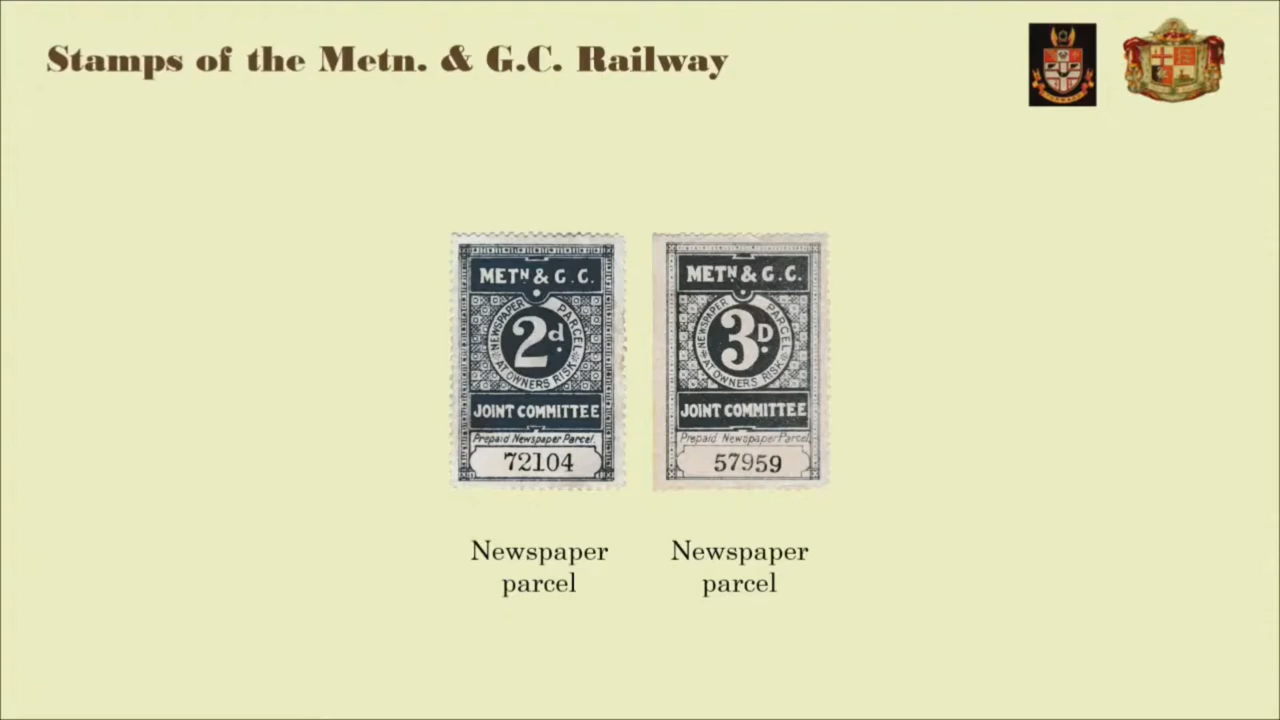 Stamps of the Metn. & G.C. Railway
METN & G. C.
NEWSPAPER PARCEL
2d.
AT OWNERS RISK
JOINT COMMITTEE
Prepaid Newspaper Parcel.
72104
METN & G. C.
NEWSPAPER PARCEL
3D.
AT OWNERS RISK
JOINT COMMITTEE
Prepaid Newspaper Parcel
57959
Newspaper
parcel
Newspaper
parcel